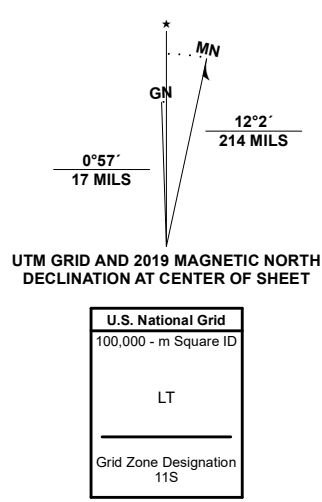 ★
MN
GN
12°2´
214 MILS
0°57´
17 MILS
UTM GRID AND 2019 MAGNETIC NORTH
DECLINATION AT CENTER OF SHEET
U.S. National Grid
100,000 - m Square ID
LT
Grid Zone Designation
11S